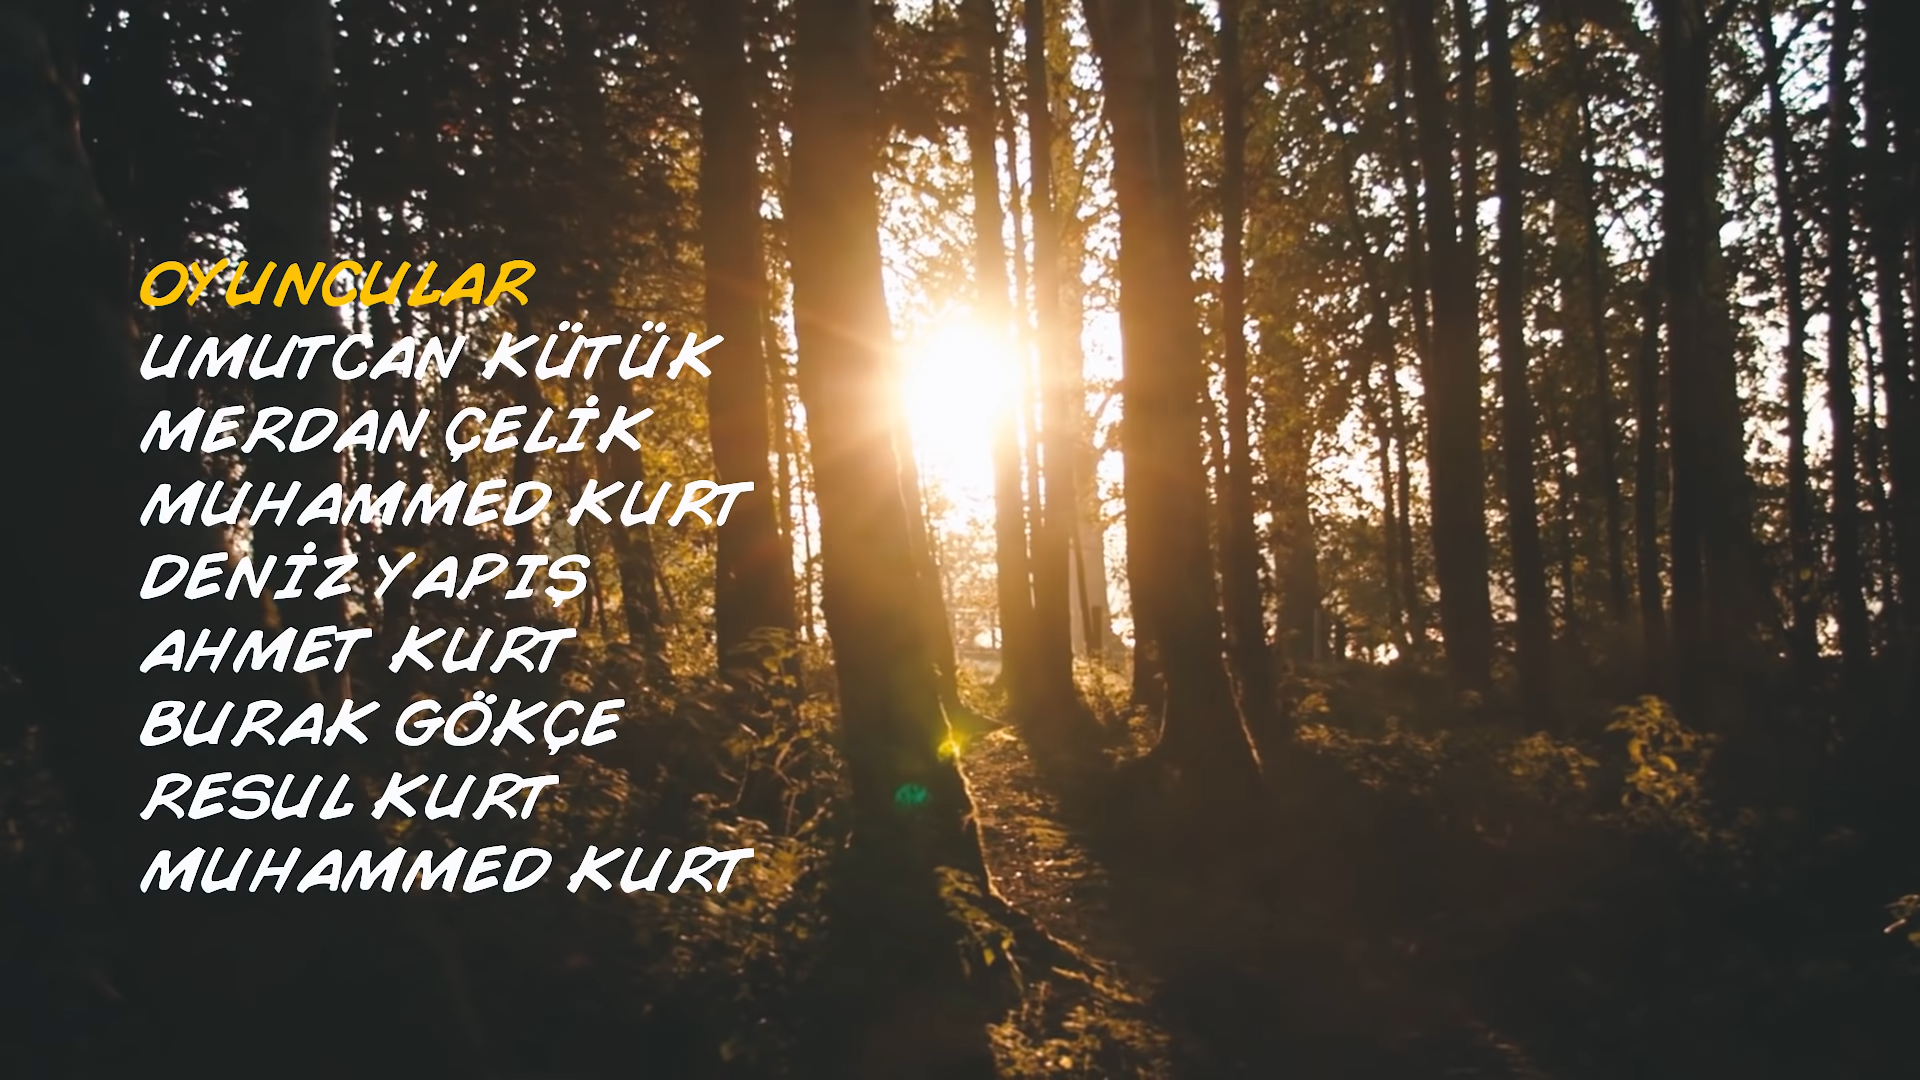 OYUNCULAR
UMUTCAN KÜTÜK
MERDAN ÇELİK
MUHAMMED KURT
DENİZ YAPIŞ
AHMET KURT
BURAK GÖKÇE
RESUL KURT
MUHAMMED KURT